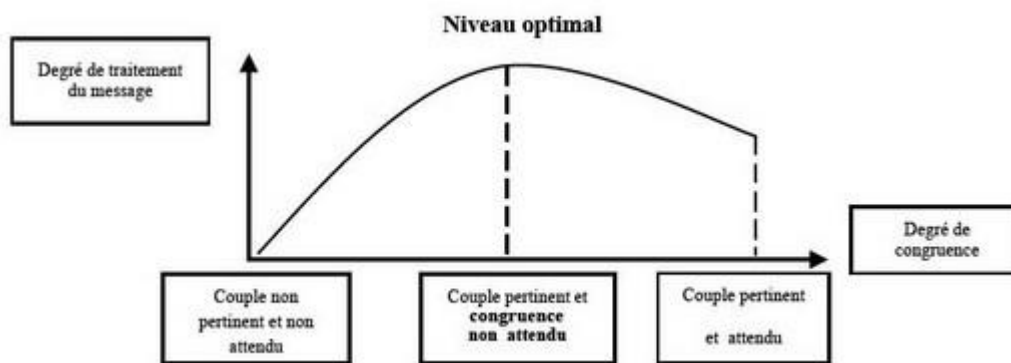 Niveau optimal
Degré de traitement
du message
Degré de
congruence
Couple non
pertinent et non
attendu
Couple pertinent et
congruence
non attendu
Couple pertinent
et attendu